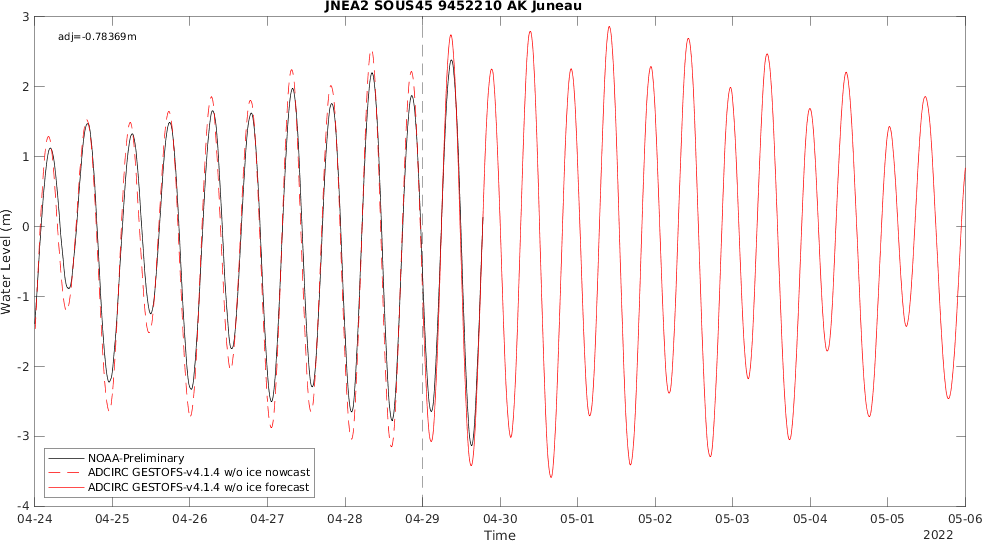 JNEA2 SOUS45 9452210 AK Juneau
adj=-0.78369m
3
2
1
0
-1
-2
-3
-4
Water Level (m)
NOAA-Preliminary
ADCIRC GESTOFS-v4.1.4 w/o ice nowcast
ADCIRC GESTOFS-v4.1.4 w/o ice forecast
04-24 04-25 04-26 04-27 04-28 04-29 04-30 05-01 05-02 05-03 05-04 05-05 05-06
Time
2022